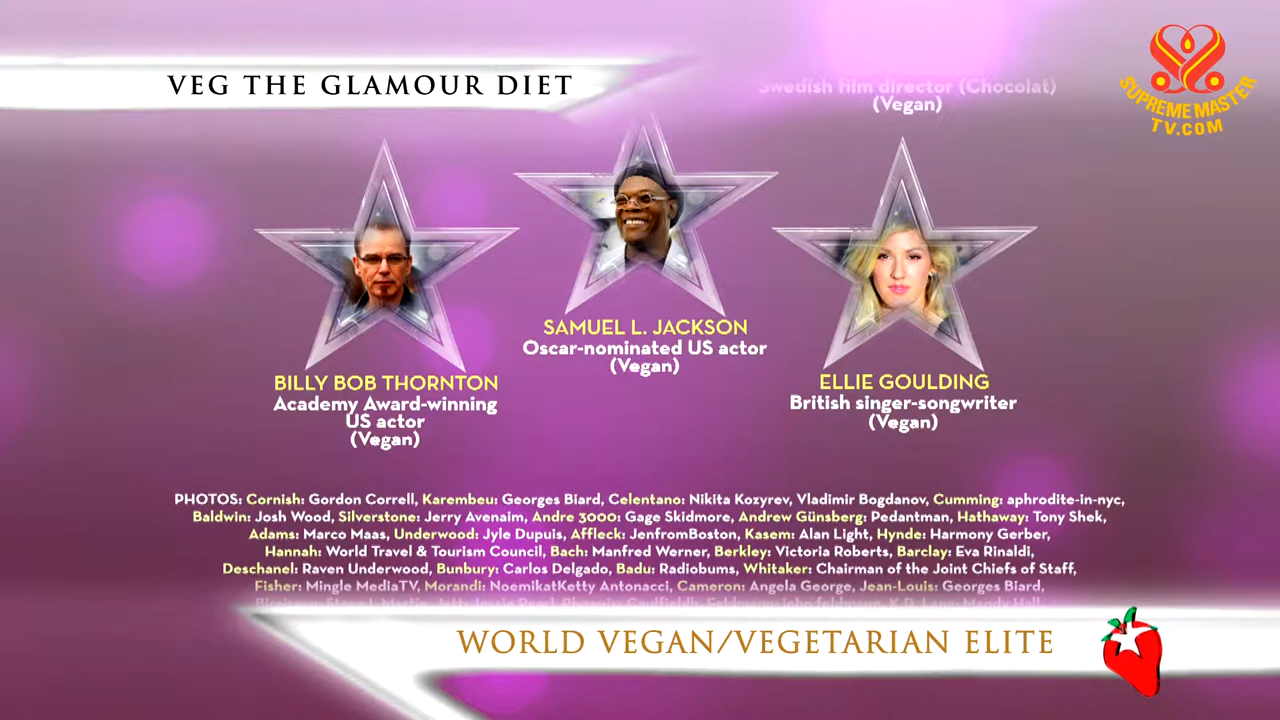 VEG THE GLAMOUR DIET
SUPREME MASTER
TV.COM
Swedish film director (Chocolat)
(Vegan)
BILLY BOB THORNTON
Academy Award-winning
US actor
(Vegan)
SAMUEL L. JACKSON
Oscar-nominated US actor
(Vegan)
ELLIE GOULDING
British singer-songwriter
(Vegan)
PHOTOS: Cornish: Gordon Correll, Karembeu: Georges Biard, Celentano: Nikita Kozyrev, Vladimir Bogdanov, Cumming: aphrodite-in-nyc,
Baldwin: Josh Wood, Silverstone: Jerry Avenaim, Andre 3000: Gage Skidmore, Andrew Günsberg: Pedantman, Hathaway: Tony Shek,
Adams: Marco Maas, Underwood: Jyle Dupuis, Affleck: JenfromBoston, Kasem: Alan Light, Hynde: Harmony Gerber,
Hannah: World Travel & Tourism Council, Bach: Manfred Werner, Berkley: Victoria Roberts, Barclay: Eva Rinaldi,
Deschanel: Raven Underwood, Bunbury: Carlos Delgado, Badu: Radiobums, Whitaker: Chairman of the Joint Chiefs of Staff,
Fisher: Mingle MediaTV, Morandi: NoemikatKetty Antonacci, Cameron: Angela George, Jean-Louis: Georges Biard,
WORLD VEGAN/VEGETARIAN ELITE